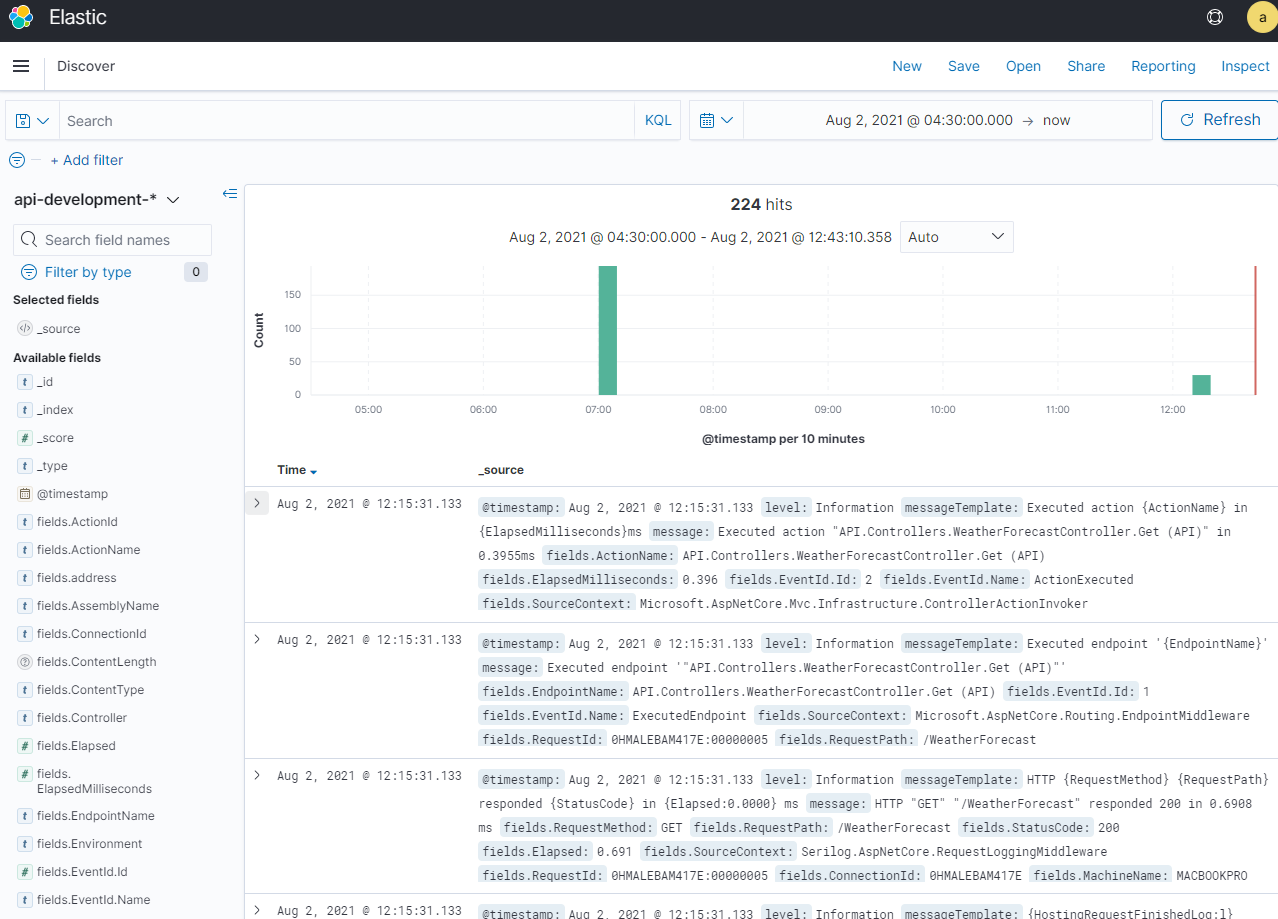 Elastic
a
Discover
New Save Open Share Reporting Inspect
Search KQL Aug 2, 2021 @ 04:30:00.000 → now Refresh
+ Add filter
api-development-*
Search field names
Filter by type 0
Selected fields
_source
Available fields
t _id
t _index
# _score
t _type
@timestamp
t fields.ActionId
t fields.ActionName
t fields.address
t fields.AssemblyName
t fields.ConnectionId
fields.ContentLength
t fields.ContentType
t fields.Controller
# fields.Elapsed
# fields.
ElapsedMilliseconds
t fields.EndpointName
t fields.Environment
# fields.EventId.Id
t fields.EventId.Name
224 hits
Aug 2, 2021 @ 04:30:00.000 - Aug 2, 2021 @ 12:43:10.358 Auto
Count
150
100
50
0
05:00 06:00 07:00 08:00 09:00 10:00 11:00 12:00
@timestamp per 10 minutes
Time _source
Aug 2, 2021 @ 12:15:31.133 @timestamp: Aug 2, 2021 @ 12:15:31.133 level: Information messageTemplate: Executed action {ActionName} in
{ElapsedMilliseconds}ms message: Executed action "API.Controllers.WeatherForecastController.Get (API)" in
0.3955ms fields.ActionName: API.Controllers.WeatherForecastController.Get (API)
fields.ElapsedMilliseconds: 0.396 fields.EventId.Id: 2 fields.EventId.Name: ActionExecuted
fields.SourceContext: Microsoft.AspNetCore.Mvc.Infrastructure.ControllerActionInvoker
Aug 2, 2021 @ 12:15:31.133 @timestamp: Aug 2, 2021 @ 12:15:31.133 level: Information messageTemplate: Executed endpoint '{EndpointName}'
message: Executed endpoint '"API.Controllers.WeatherForecastController.Get (API)"'
fields.EndpointName: API.Controllers.WeatherForecastController.Get (API) fields.EventId.Id: 1
fields.EventId.Name: ExecutedEndpoint fields.SourceContext: Microsoft.AspNetCore.Routing.EndpointMiddleware
fields.RequestId: 0HMALEBAM417E:00000005 fields.RequestPath: /WeatherForecast
Aug 2, 2021 @ 12:15:31.133 @timestamp: Aug 2, 2021 @ 12:15:31.133 level: Information messageTemplate: HTTP {RequestMethod} {RequestPath}
responded {StatusCode} in {Elapsed:0.0000} ms message: HTTP "GET" "/WeatherForecast" responded 200 in 0.6908
ms fields.RequestMethod: GET fields.RequestPath: /WeatherForecast fields.StatusCode: 200
fields.Elapsed: 0.691 fields.SourceContext: Serilog.AspNetCore.RequestLoggingMiddleware
fields.RequestId: 0HMALEBAM417E:00000005 fields.ConnectionId: 0HMALEBAM417E fields.MachineName: MACBOOKPRO
Aug 2, 2021 @ 12:15:31.133 @timestamp: Aug 2, 2021 @ 12:15:31.133 level: Information messageTemplate: {HostingRequestFinishedLog:l}